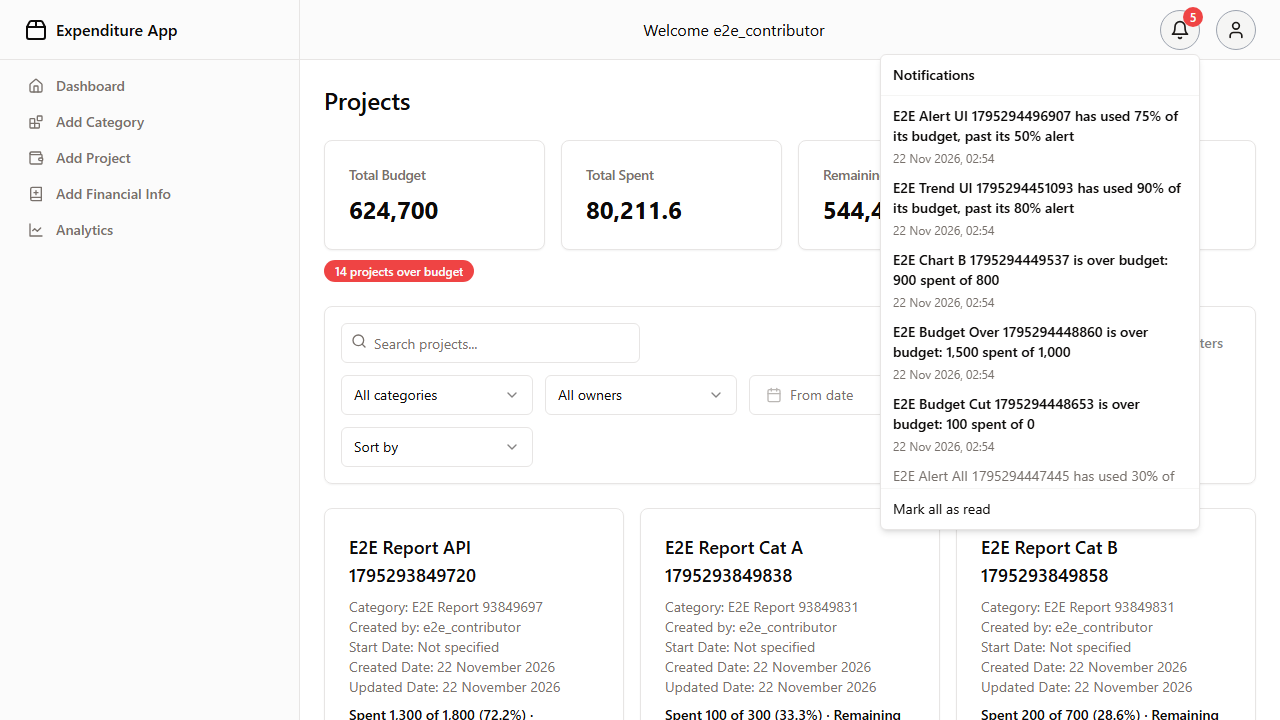 Expenditure App
Welcome e2e_contributor
5
Dashboard
Add Category
Add Project
Add Financial Info
Analytics
Projects
Total Budget
624,700
Total Spent
80,211.6
Remaining
544,4
14 projects over budget
Search projects...
All categories
All owners
From date
Sort by
Notifications
E2E Alert UI 1795294496907 has used 75% of
its budget, past its 50% alert
22 Nov 2026, 02:54
E2E Trend UI 1795294451093 has used 90% of
its budget, past its 80% alert
22 Nov 2026, 02:54
E2E Chart B 1795294449537 is over budget:
900 spent of 800
22 Nov 2026, 02:54
E2E Budget Over 1795294448860 is over
budget: 1,500 spent of 1,000
22 Nov 2026, 02:54
E2E Budget Cut 1795294448653 is over
budget: 100 spent of 0
22 Nov 2026, 02:54
E2E Alert All 1795294447445 has used 30% of
Mark all as read
E2E Report API
1795293849720
Category: E2E Report 93849697
Created by: e2e_contributor
Start Date: Not specified
Created Date: 22 November 2026
Updated Date: 22 November 2026
Spent 1,300 of 1,800 (72.2%) ·
E2E Report Cat A
1795293849838
Category: E2E Report 93849831
Created by: e2e_contributor
Start Date: Not specified
Created Date: 22 November 2026
Updated Date: 22 November 2026
Spent 100 of 300 (33.3%) · Remaining
E2E Report Cat B
1795293849858
Category: E2E Report 93849831
Created by: e2e_contributor
Start Date: Not specified
Created Date: 22 November 2026
Updated Date: 22 November 2026
Spent 200 of 700 (28.6%) · Remaining